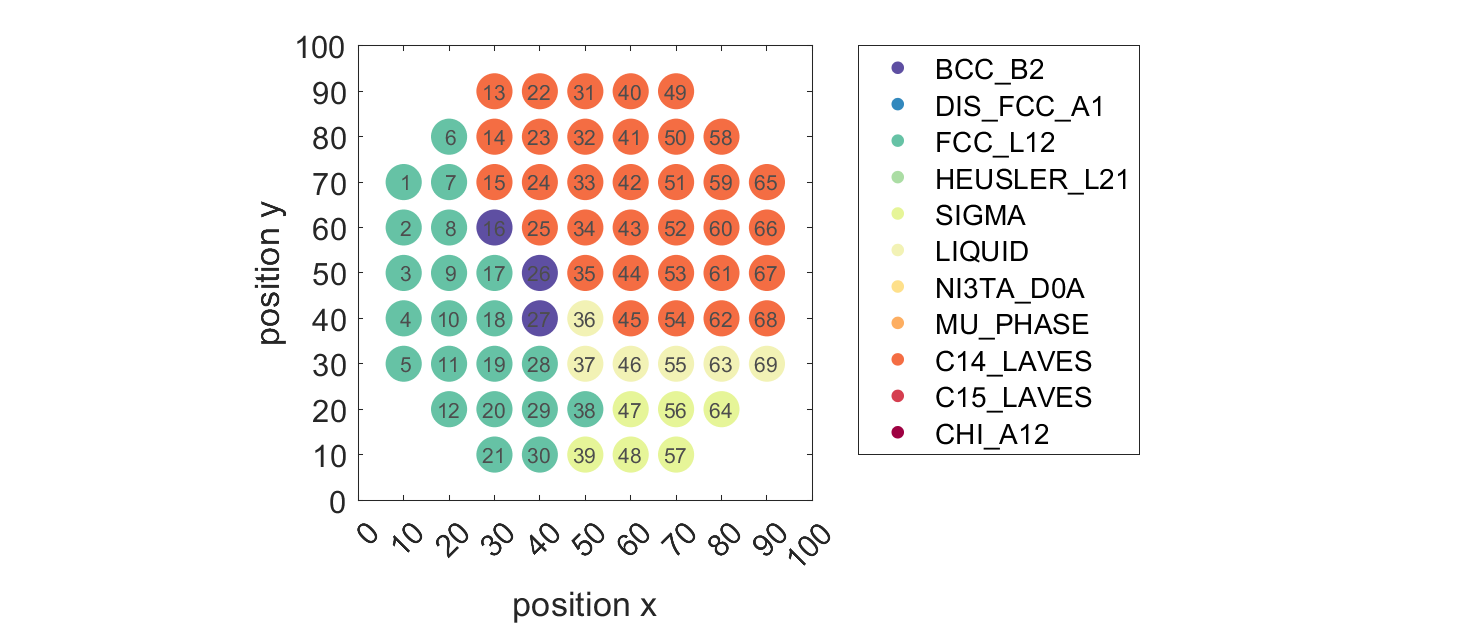 100
90
13 22 31 40 49
80
6 14 23 32 41 50 58
70
1 7 15 24 33 42 51 59 65
60
2 8 16 25 34 43 52 60 66
50
3 9 17 26 35 44 53 61 67
40
4 10 18 27 36 45 54 62 68
30
5 11 19 28 37 46 55 63 69
20
12 20 29 38 47 56 64
10
21 30 39 48 57
0
position y
0 10 20 30 40 50 60 70 80 90 100
position x
BCC_B2
DIS_FCC_A1
FCC_L12
HEUSLER_L21
SIGMA
LIQUID
NI3TA_D0A
MU_PHASE
C14_LAVES
C15_LAVES
CHI_A12